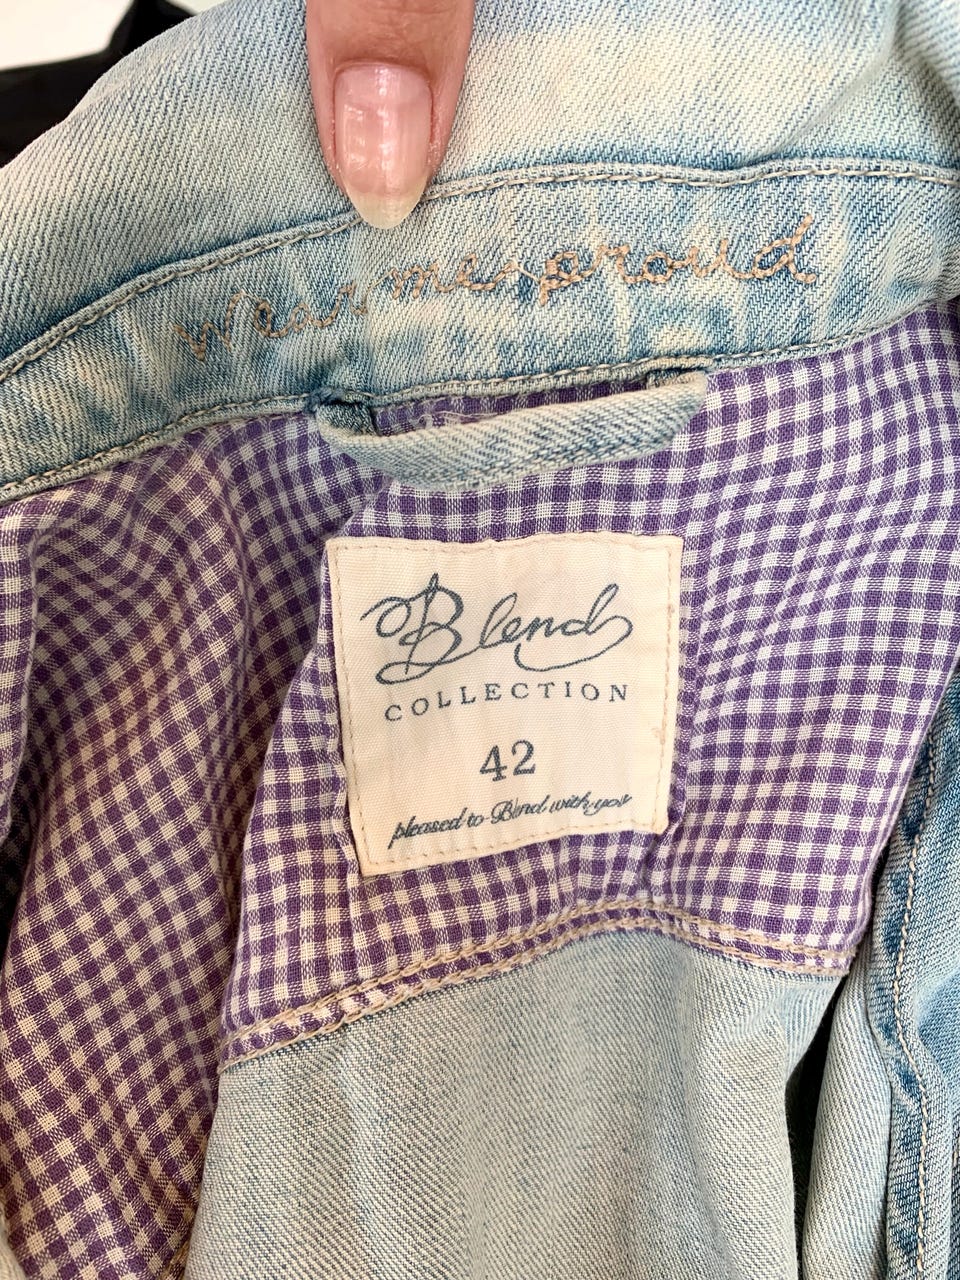 wear me proud
Blend
COLLECTION
42
pleased to Blend with you